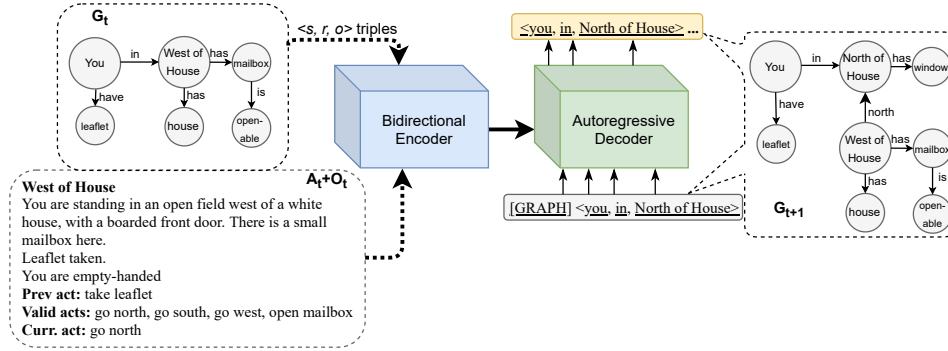 G_t
<s, r, o> triples
You
in
West of
House
has
mailbox
have
has
is
leaflet
house
open-
able
A_t+O_t
West of House
You are standing in an open field west of a white
house, with a boarded front door. There is a small
mailbox here.
Leaflet taken.
You are empty-handed
Prev act: take leaflet
Valid acts: go north, go south, go west, open mailbox
Curr. act: go north
Bidirectional
Encoder
<you, in, North of House> ...
Autoregressive
Decoder
[GRAPH] <you, in, North of House>
You
in
North of
House
has
window
have
north
leaflet
West of
House
has
mailbox
has
is
house
open-
able
G_t+1